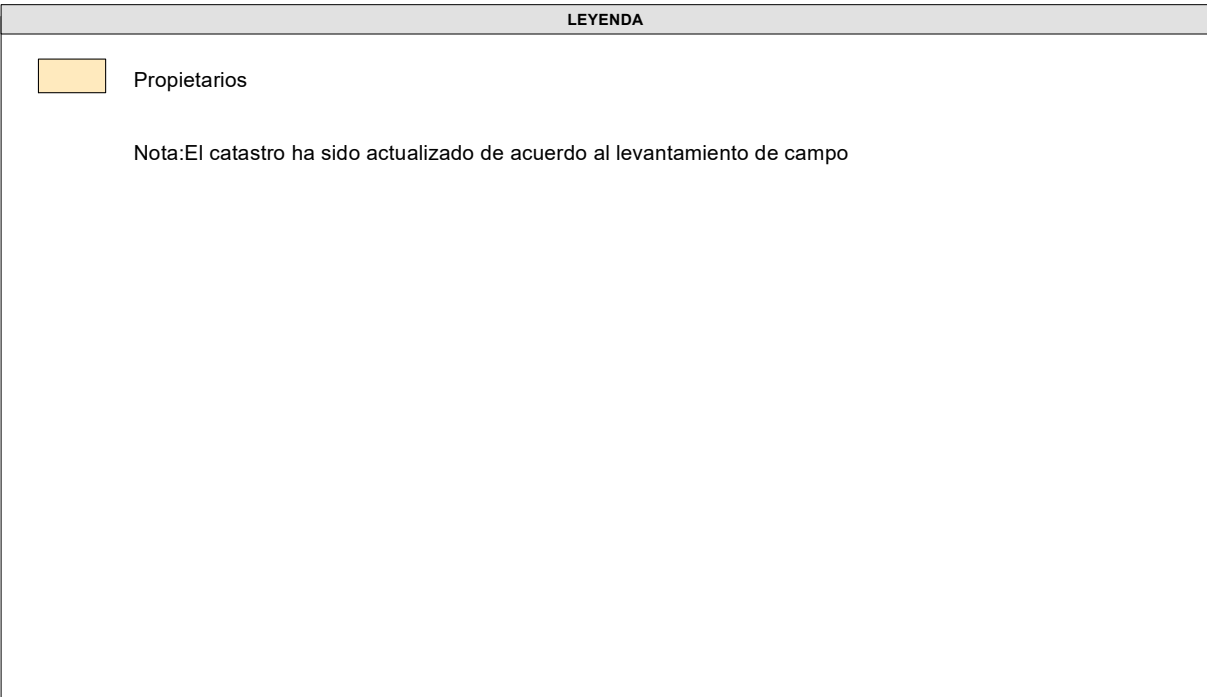 LEYENDA
Propietarios
Nota:El catastro ha sido actualizado de acuerdo al levantamiento de campo